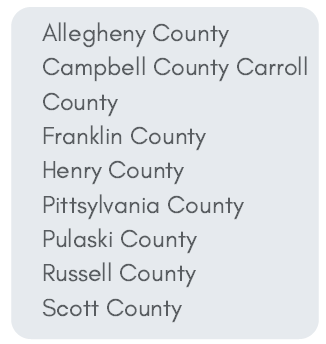 Allegheny County
Campbell County Carroll
County
Franklin County
Henry County
Pittsylvania County
Pulaski County
Russell County
Scott County